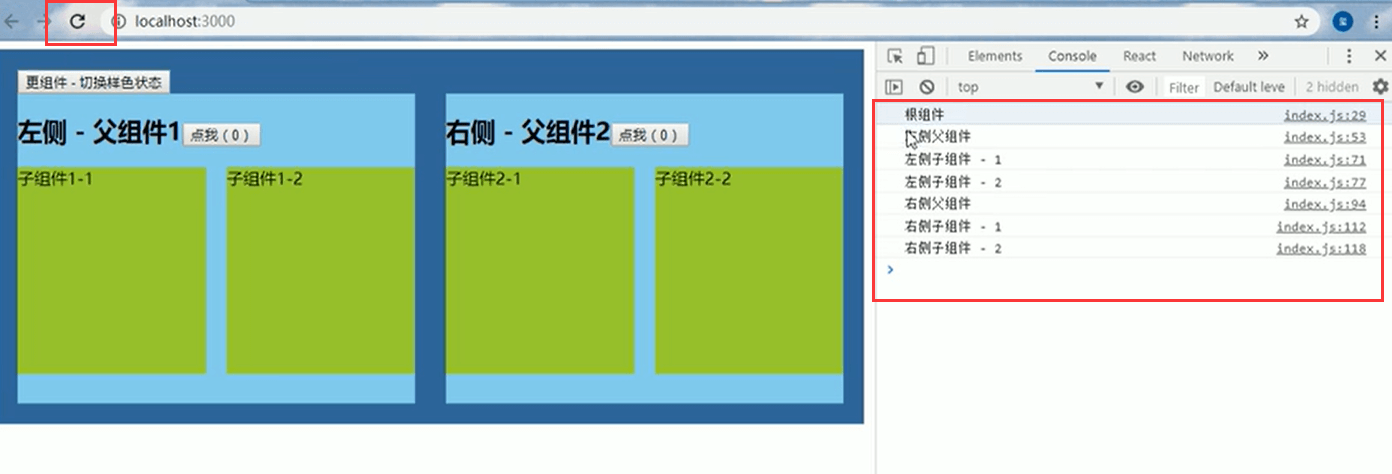 localhost:3000
更组件 - 切换样色状态
左侧 - 父组件1 点我 ( 0 )
子组件1-1
子组件1-2
右侧 - 父组件2 点我 ( 0 )
子组件2-1
子组件2-2
Elements Console React Network »
top Filter Default leve 2 hidden
根组件 index.js:29
侧父组件 index.js:53
左侧子组件 - 1 index.js:71
左侧子组件 - 2 index.js:77
右侧父组件 index.js:94
右侧子组件 - 1 index.js:112
右侧子组件 - 2 index.js:118